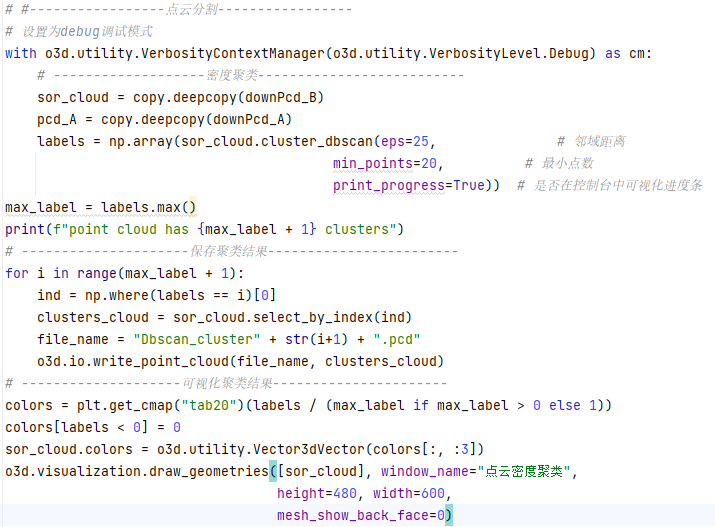 # #-----------------点云分割-----------------
# 设置为debug调试模式
with o3d.utility.VerbosityContextManager(o3d.utility.VerbosityLevel.Debug) as cm:
    # -------------------密度聚类--------------------------
    sor_cloud = copy.deepcopy(downPcd_B)
    pcd_A = copy.deepcopy(downPcd_A)
    labels = np.array(sor_cloud.cluster_dbscan(eps=25,               # 邻域距离
                                         min_points=20,          # 最小点数
                                         print_progress=True))  # 是否在控制台中可视化进度条
max_label = labels.max()
print(f"point cloud has {max_label + 1} clusters")
# ---------------------保存聚类结果------------------------
for i in range(max_label + 1):
    ind = np.where(labels == i)[0]
    clusters_cloud = sor_cloud.select_by_index(ind)
    file_name = "Dbscan_cluster" + str(i+1) + ".pcd"
    o3d.io.write_point_cloud(file_name, clusters_cloud)
# --------------------可视化聚类结果----------------------
colors = plt.get_cmap("tab20")(labels / (max_label if max_label > 0 else 1))
colors[labels < 0] = 0
sor_cloud.colors = o3d.utility.Vector3dVector(colors[:, :3])
o3d.visualization.draw_geometries([sor_cloud], window_name="点云密度聚类",
                                  height=480, width=600,
                                  mesh_show_back_face=0)